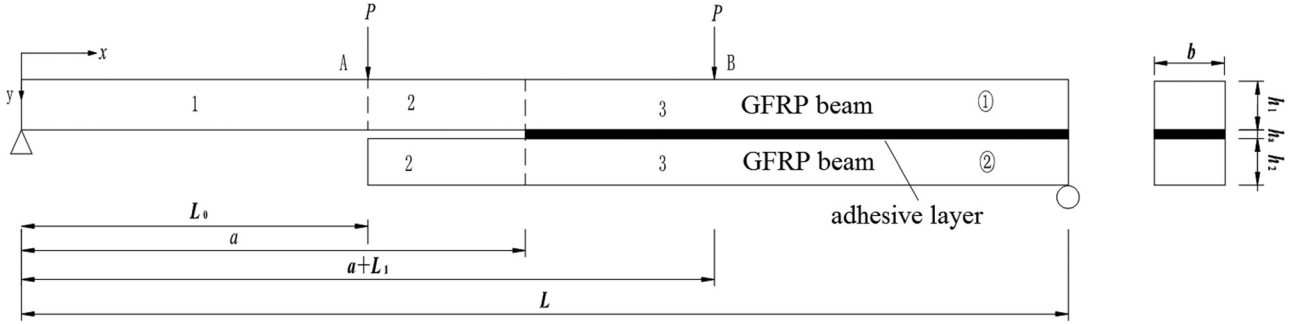 P
P
x
A
B
b
y
1
2
3
GFRP beam
①
h₁
hₐ
2
3
GFRP beam
②
h₂
adhesive layer
L₀
a
a+L₁
L